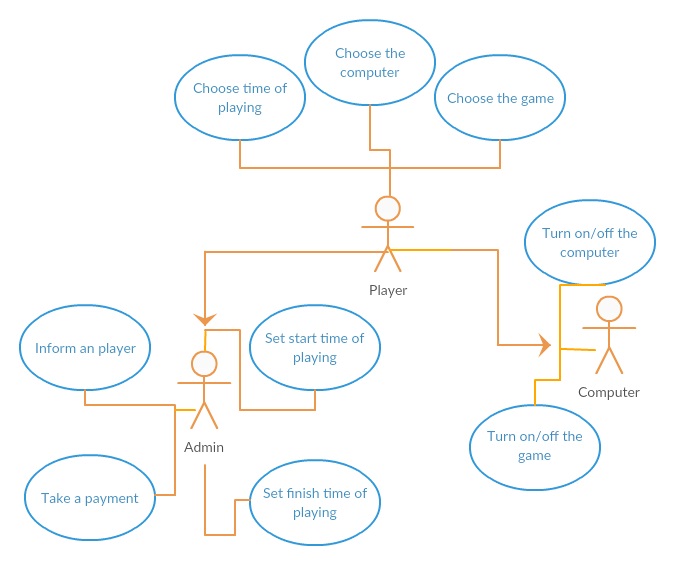 Choose the
computer
Choose time of
playing
Choose the game
Turn on/off the
computer
Player
Inform an player
Set start time of
playing
Computer
Admin
Turn on/off the
game
Take a payment
Set finish time of
playing